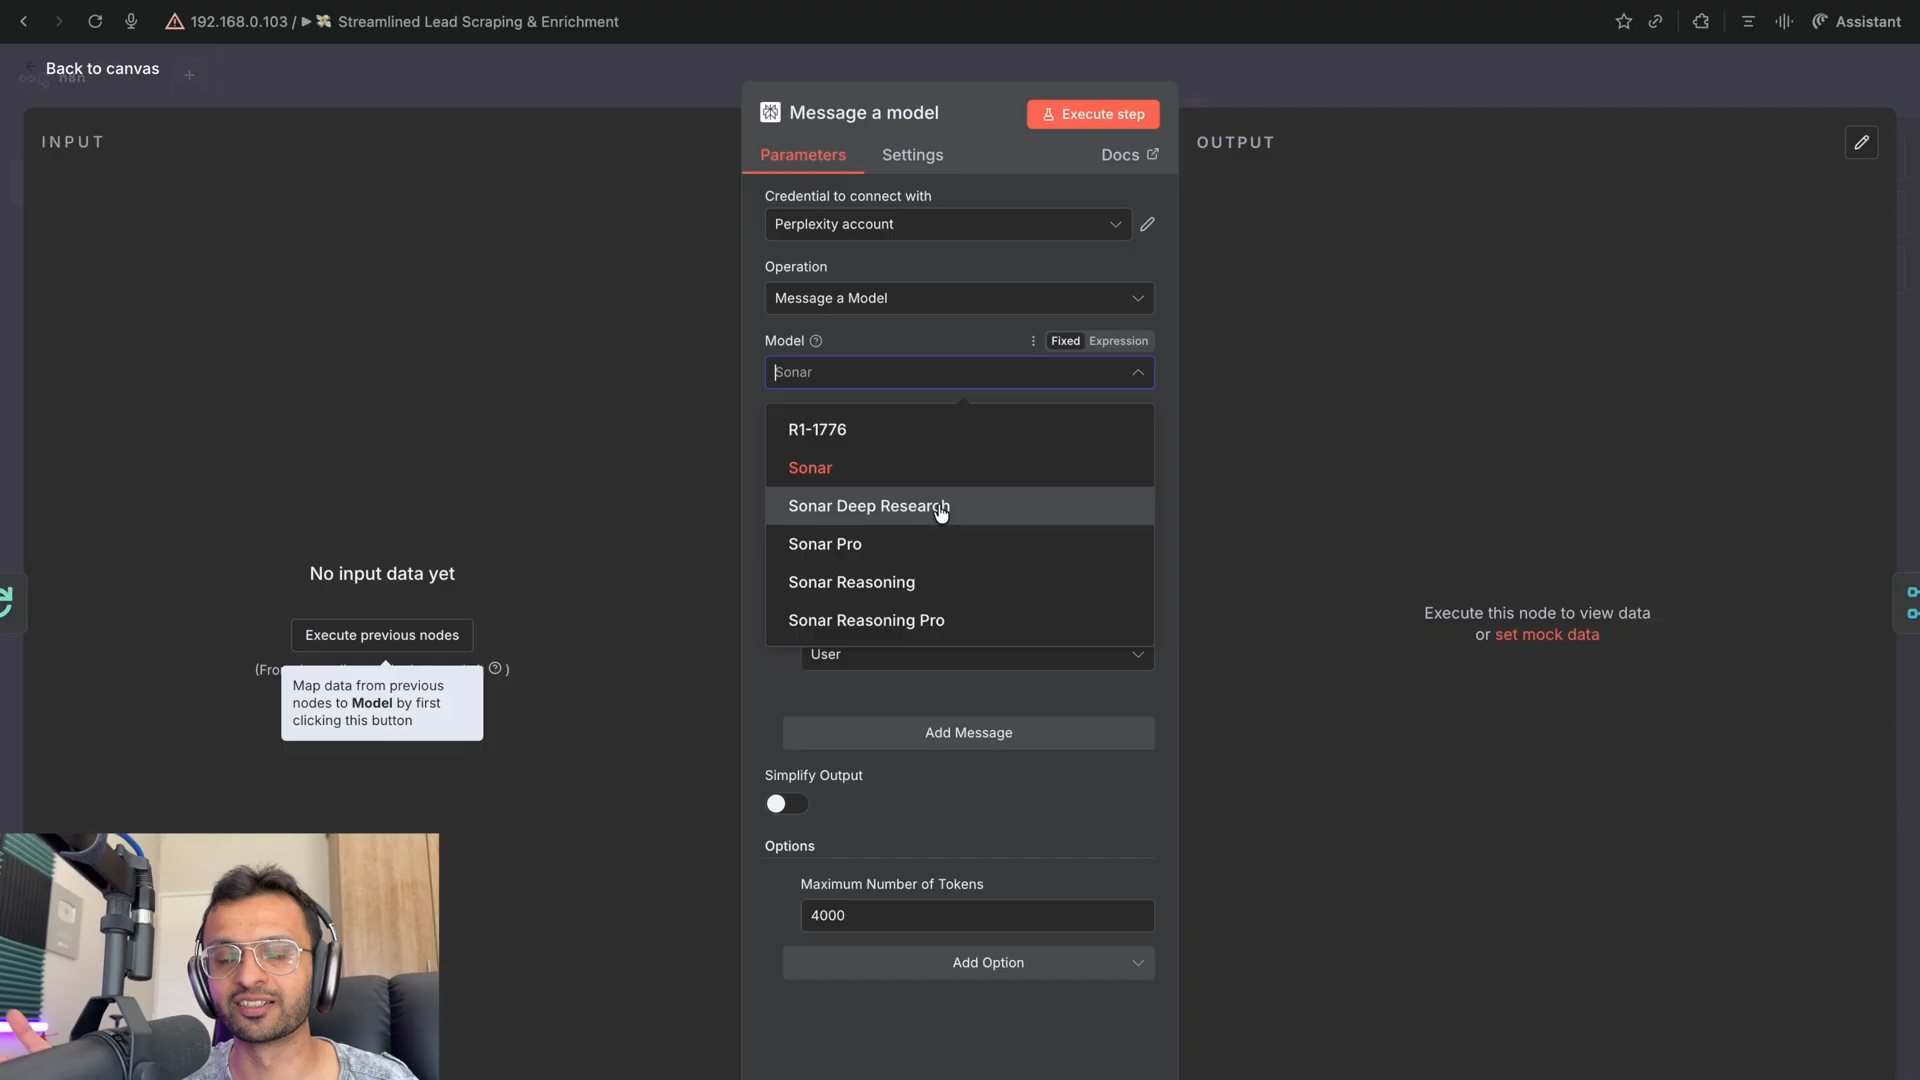 192.168.0.103 / ▶💸 Streamlined Lead Scraping & Enrichment
Assistant
Back to canvas
n8n
INPUT
Message a model
Execute step
Parameters
Settings
Docs
OUTPUT
Credential to connect with
Perplexity account
Operation
Message a Model
Model
Fixed
Expression
Sonar
R1-1776
Sonar
Sonar Deep Research
Sonar Pro
Sonar Reasoning
Sonar Reasoning Pro
User
No input data yet
Execute previous nodes
Map data from previous
nodes to Model by first
clicking this button
Execute this node to view data
or set mock data
Add Message
Simplify Output
Options
Maximum Number of Tokens
4000
Add Option